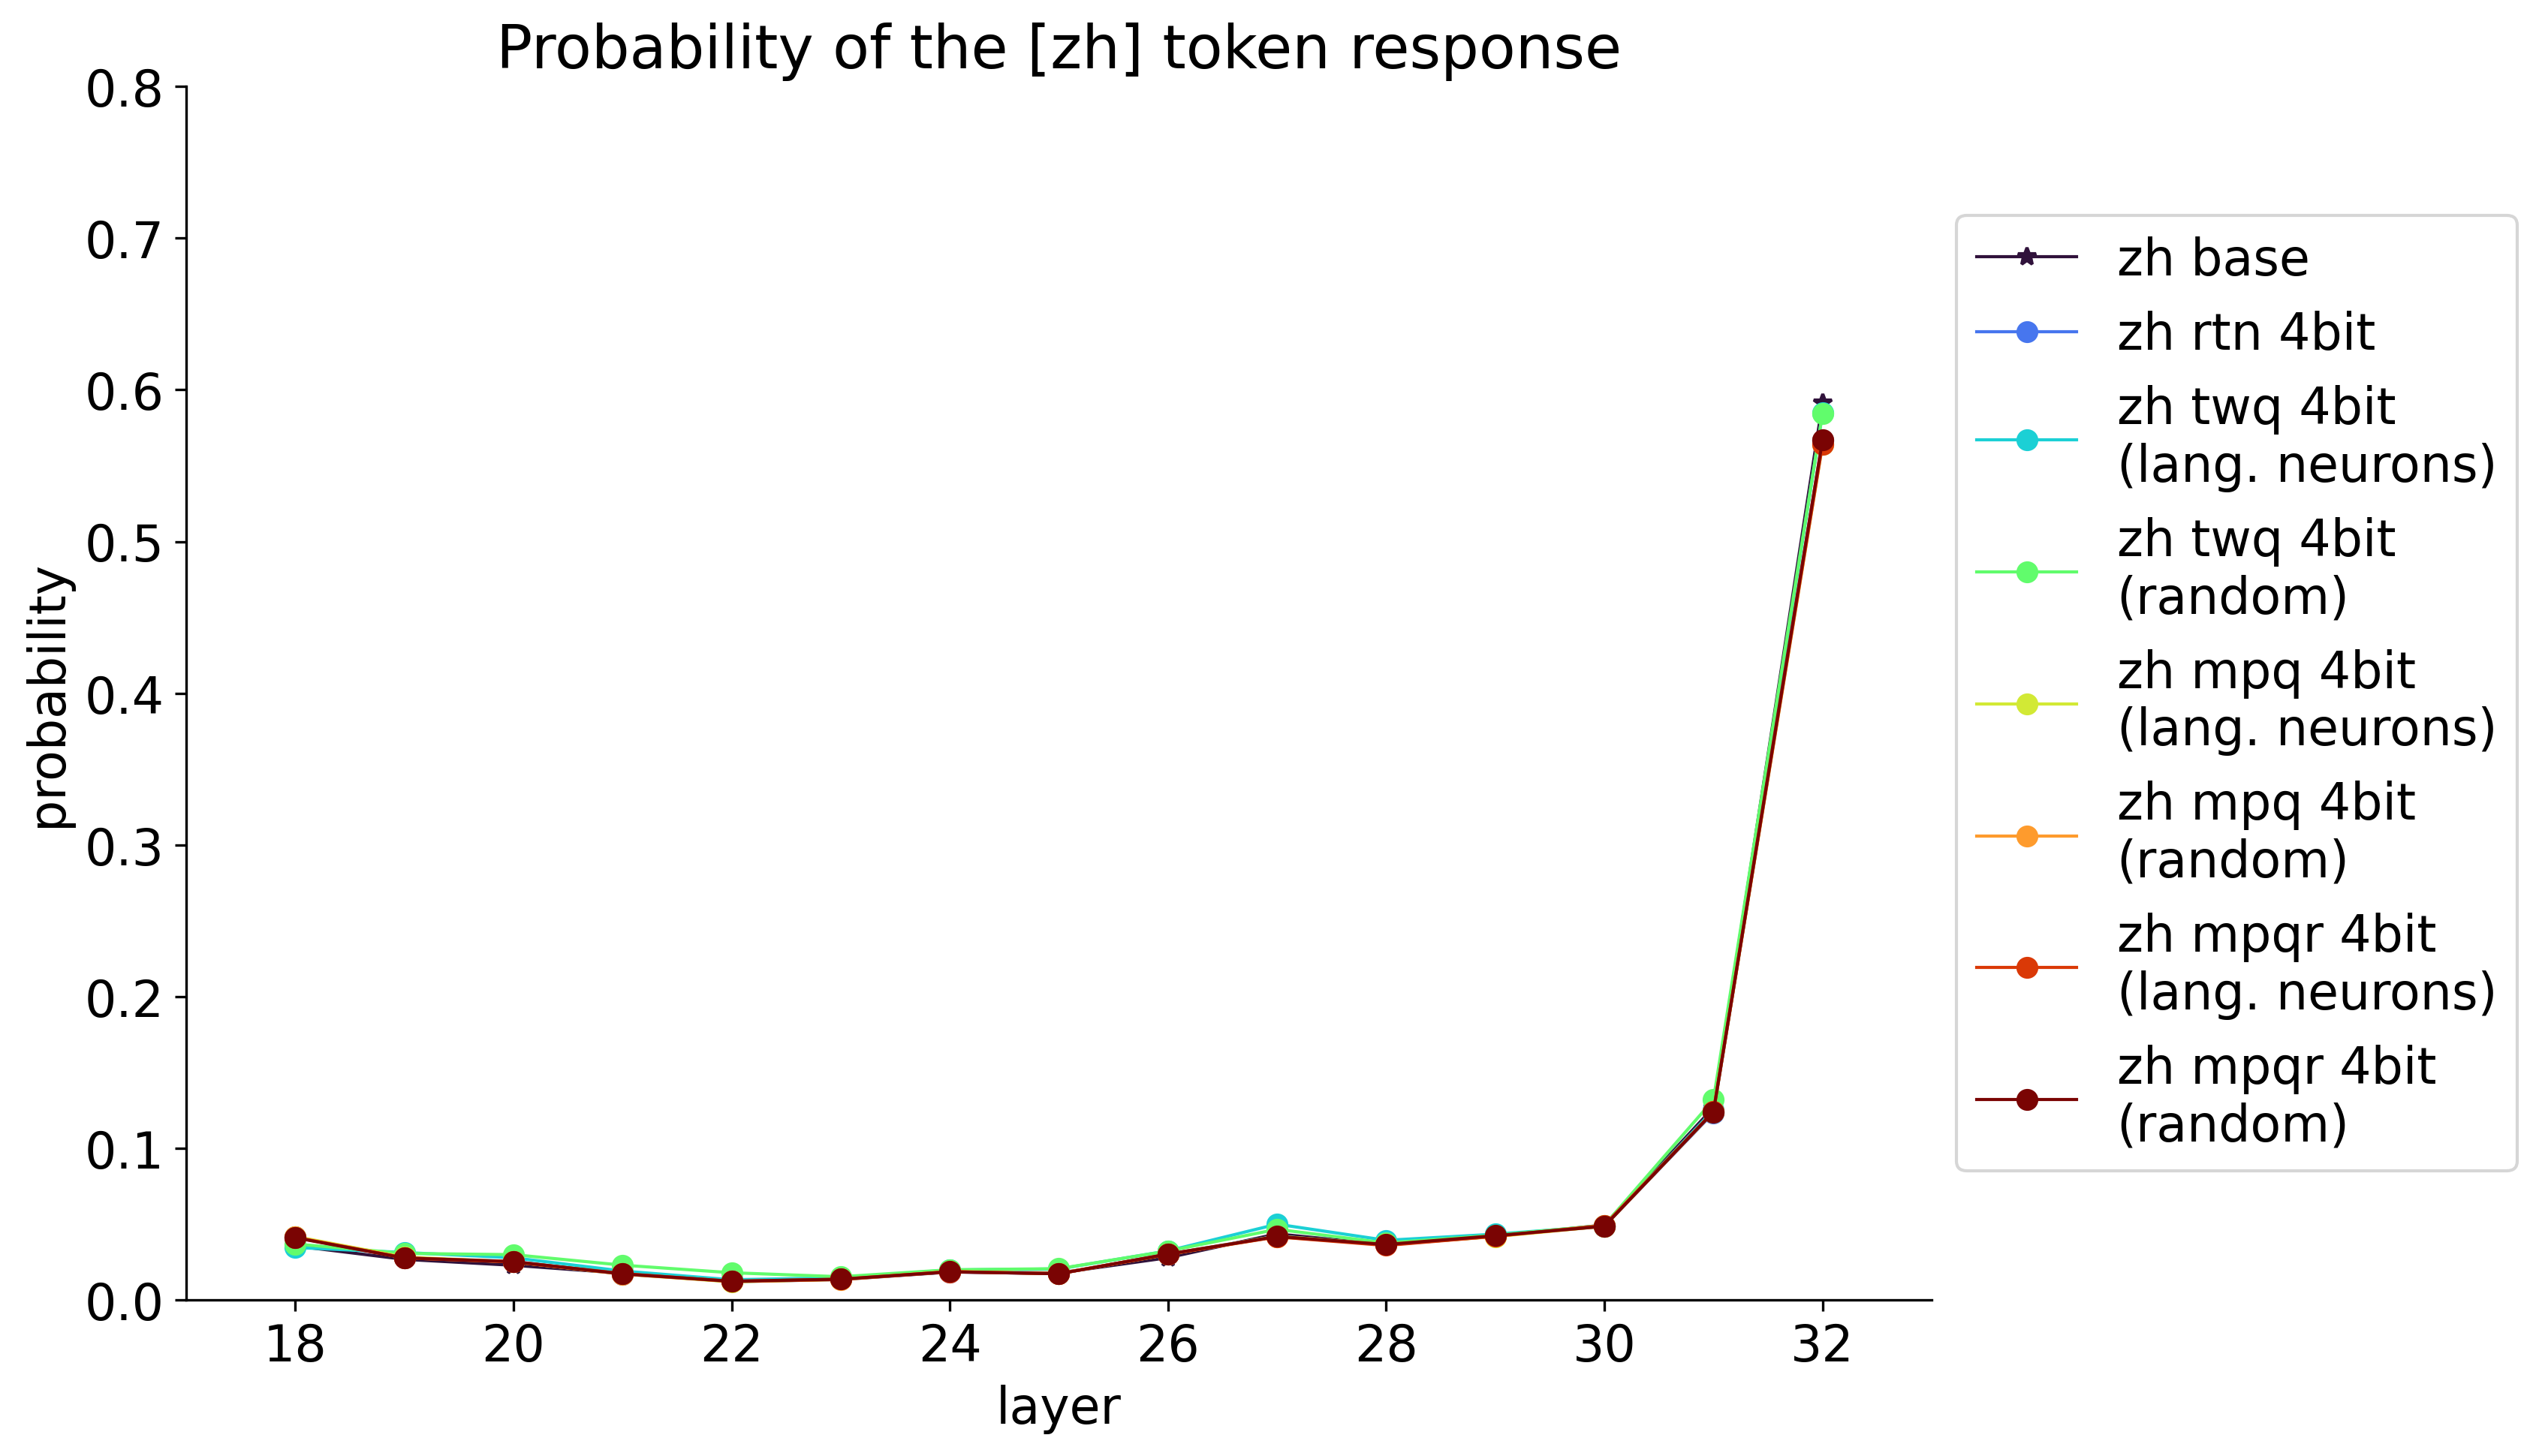 Probability of the [zh] token response
0.8
0.7
0.6
0.5
0.4
0.3
0.2
0.1
0.0
probability
18 20 22 24 26 28 30 32
layer
zh base
zh rtn 4bit
zh twq 4bit
(lang. neurons)
zh twq 4bit
(random)
zh mpq 4bit
(lang. neurons)
zh mpq 4bit
(random)
zh mpqr 4bit
(lang. neurons)
zh mpqr 4bit
(random)